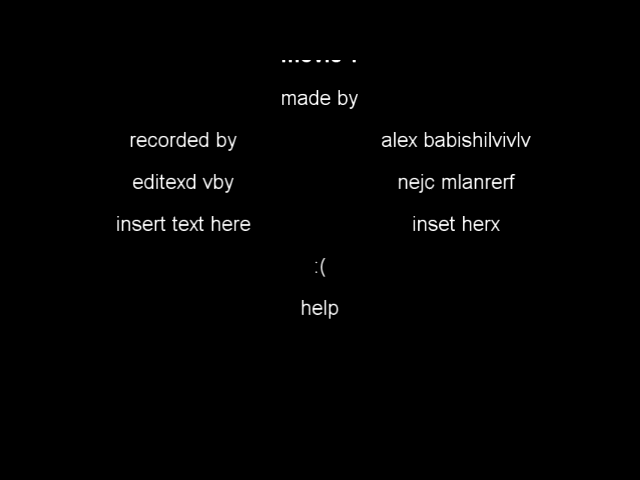 made by
recorded by alex babishilvivlv
editexd vby nejc mlanrerf
insert text here inset herx
:(
help